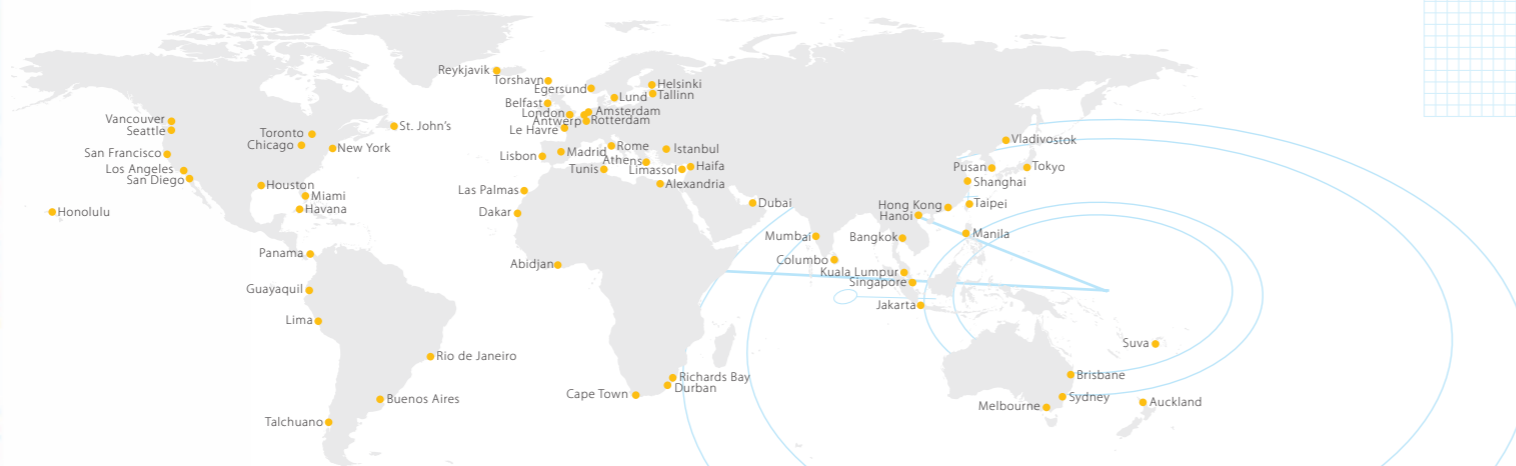 Reykjavik
Torshavn
Egersund
Helsinki
Tallinn
Lund
Belfast
London
Amsterdam
Antwerp
Rotterdam
Le Havre
Vancouver
Seattle
Toronto
Chicago
St. John's
New York
San Francisco
Los Angeles
San Diego
Houston
Miami
Havana
Honolulu
Lisbon
Madrid
Rome
Istanbul
Athens
Tunis
Limassol
Haifa
Alexandria
Las Palmas
Dakar
Dubai
Vladivostok
Pusan
Tokyo
Shanghai
Hong Kong
Taipei
Hanoi
Mumbai
Bangkok
Manila
Columbo
Kuala Lumpur
Singapore
Jakarta
Panama
Abidjan
Guayaquil
Lima
Rio de Janeiro
Suva
Richards Bay
Durban
Cape Town
Brisbane
Sydney
Melbourne
Auckland
Buenos Aires
Talchuano